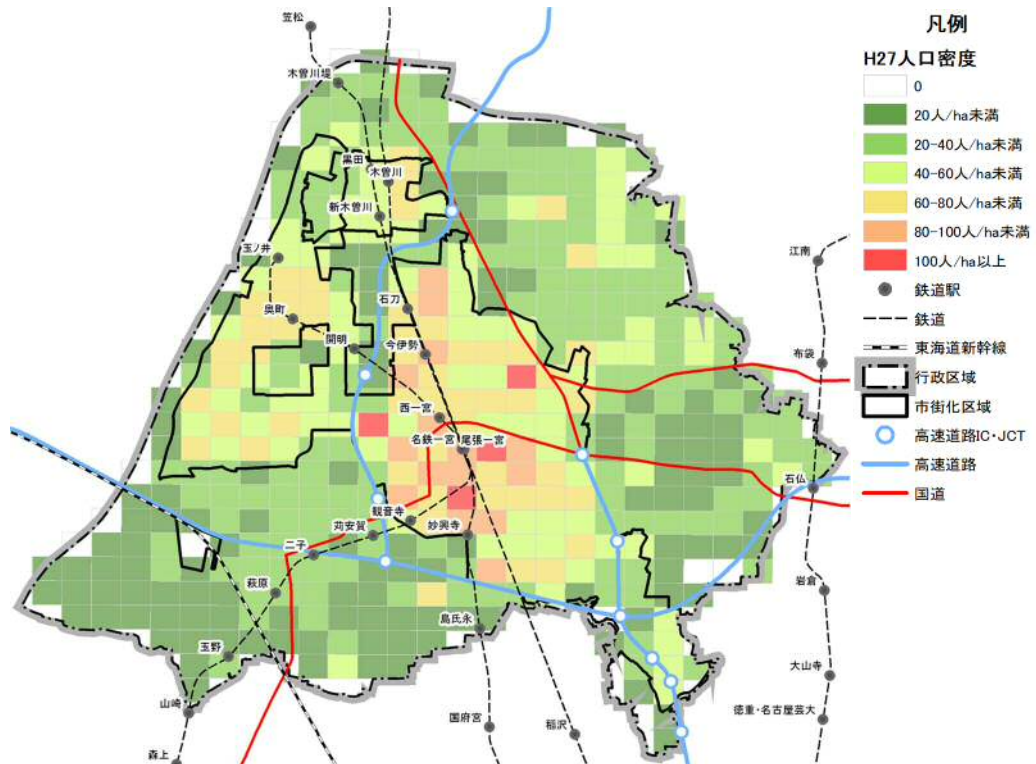 笠松
木曽川堤
黒田
木曽川
新木曽川
玉ノ井
石刀
奥町
開明
今伊勢
西一宮
名鉄一宮
尾張一宮
観音寺
苅安賀
妙興寺
二子
萩原
島氏永
玉野
山崎
森上
国府宮
稲沢
江南
布袋
石仏
岩倉
大山寺
徳重・名古屋芸大
凡例
H27人口密度
0
20人/ha未満
20-40人/ha未満
40-60人/ha未満
60-80人/ha未満
80-100人/ha未満
100人/ha以上
鉄道駅
鉄道
東海道新幹線
行政区域
市街化区域
高速道路IC・JCT
高速道路
国道